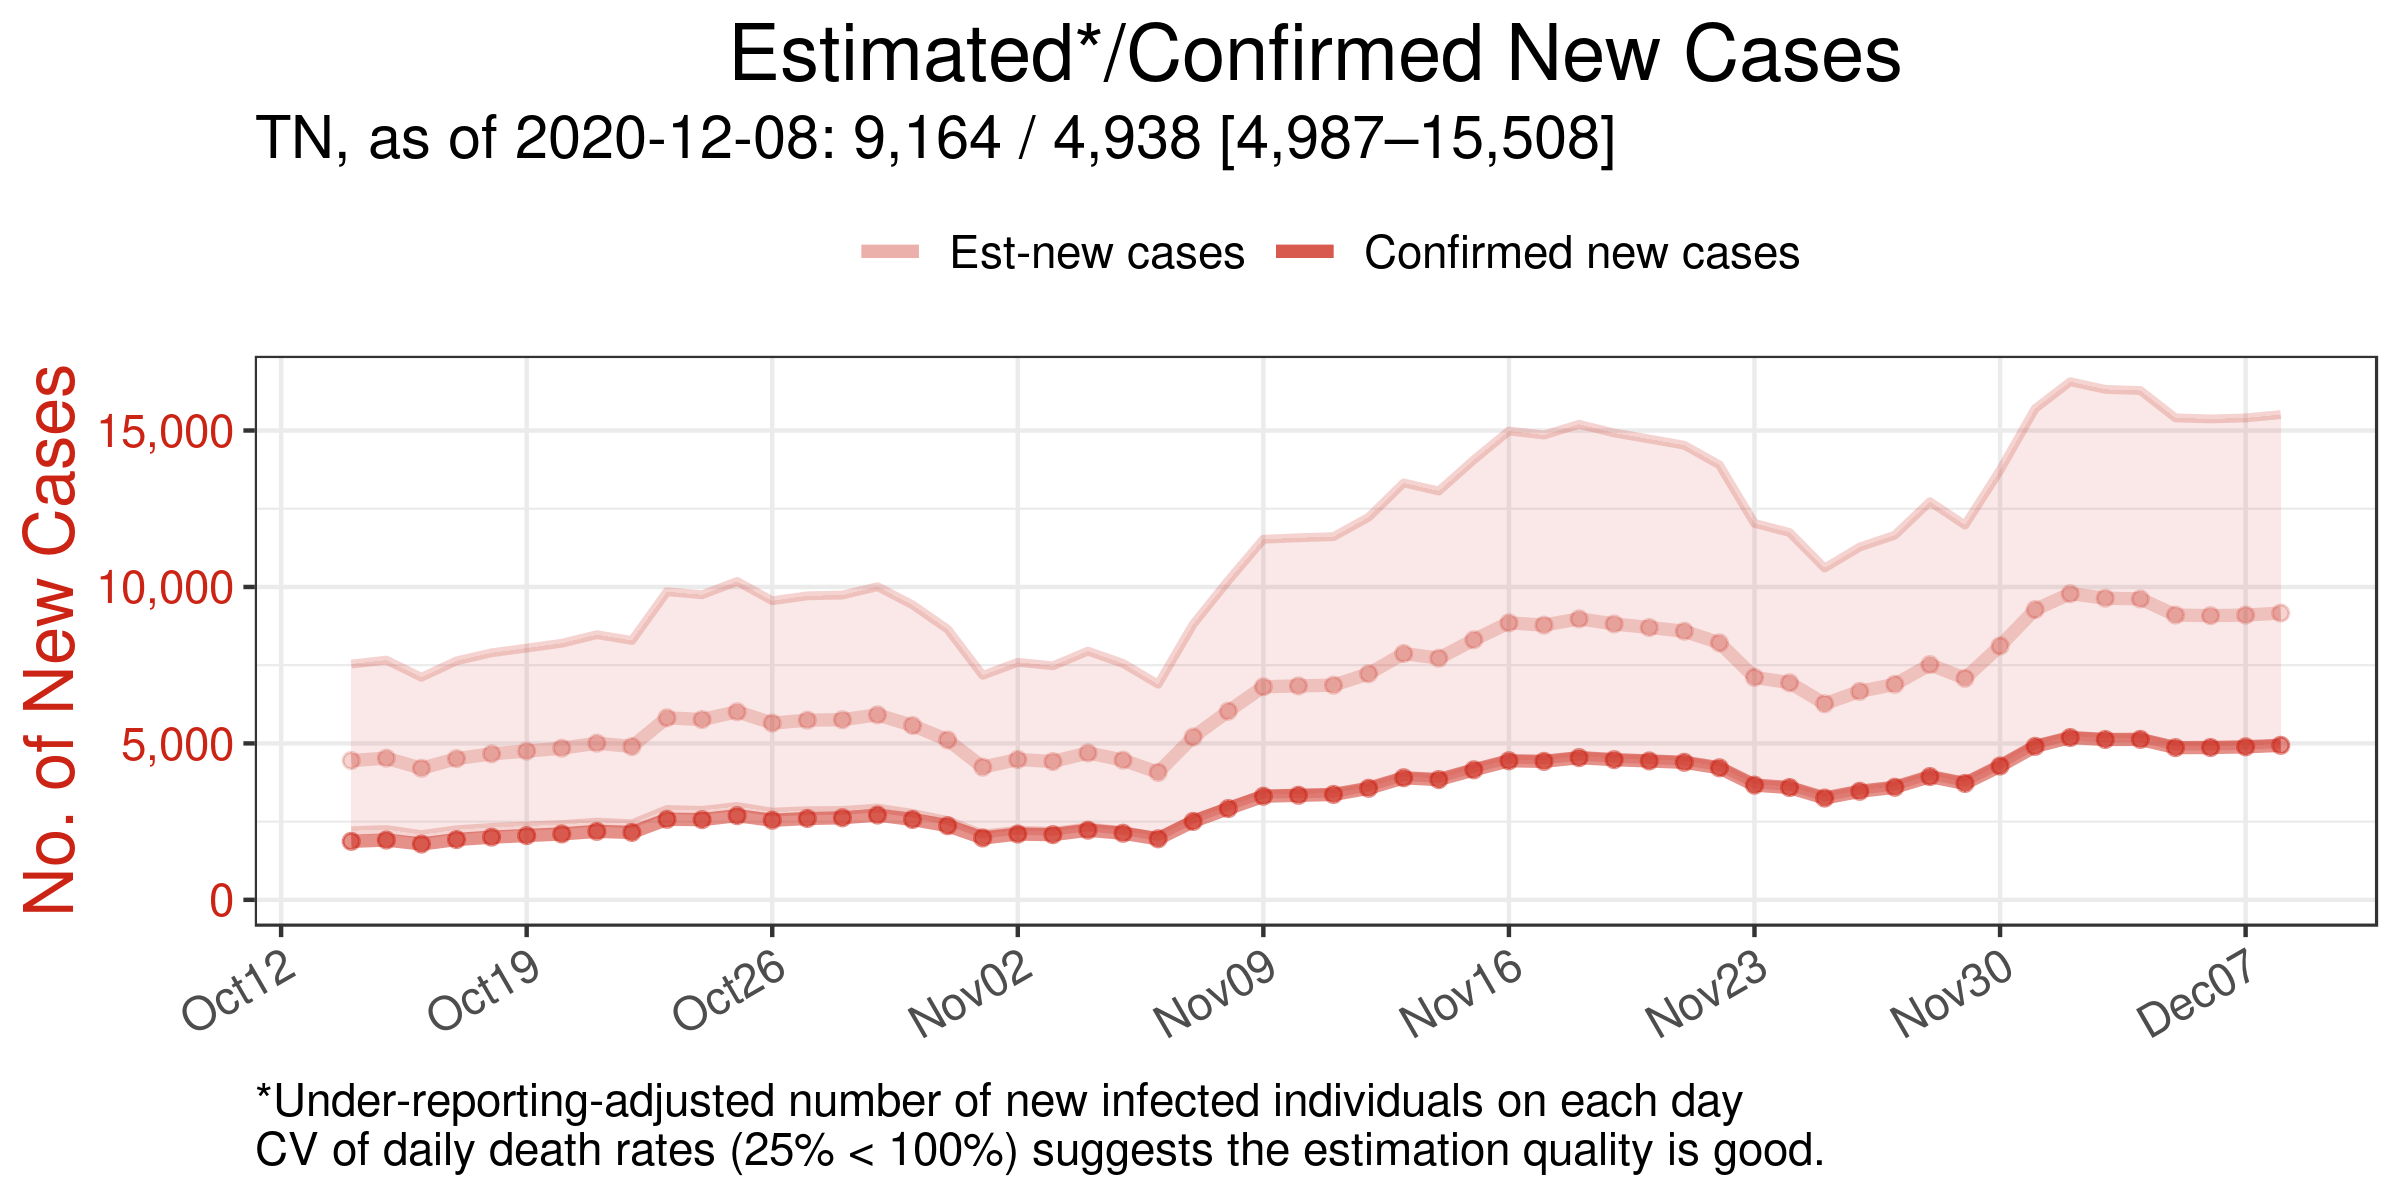 Estimated*/Confirmed New Cases
TN, as of 2020-12-08: 9,164 / 4,938 [4,987–15,508]
Est-new cases
Confirmed new cases
No. of New Cases
15,000
10,000
5,000
0
Oct12
Oct19
Oct26
Nov02
Nov09
Nov16
Nov23
Nov30
Dec07
*Under-reporting-adjusted number of new infected individuals on each day
CV of daily death rates (25% < 100%) suggests the estimation quality is good.